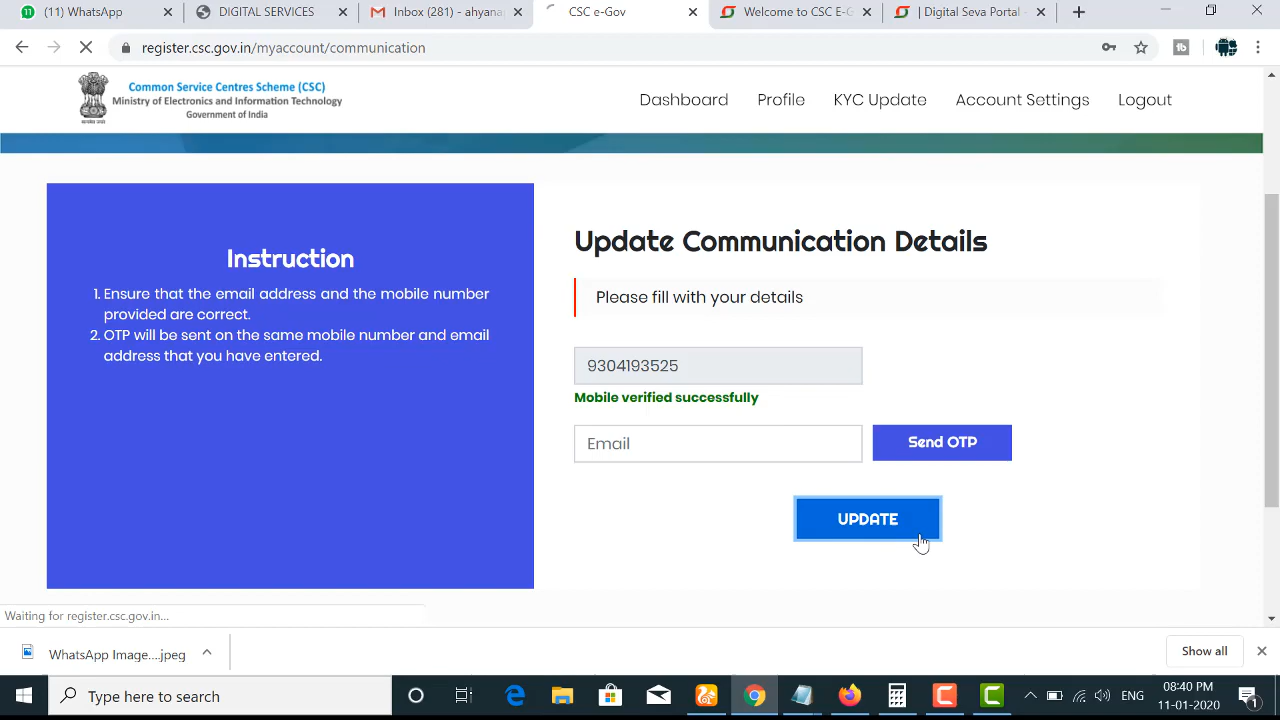 (11) WhatsApp
DIGITAL SERVICES
Inbox (281) - ahyanap
CSC e-Gov
Welcome to CSC E-G
| Digital Seva Portal -
register.csc.gov.in/myaccount/communication
Common Service Centres Scheme (CSC)
Ministry of Electronics and Information Technology
Government of India
Dashboard
Profile
KYC Update
Account Settings
Logout
Instruction
1. Ensure that the email address and the mobile number
provided are correct.
2. OTP will be sent on the same mobile number and email
address that you have entered.
Update Communication Details
Please fill with your details
9304193525
Mobile verified successfully
Email
Send OTP
UPDATE
Waiting for register.csc.gov.in...
WhatsApp Image....jpeg
Show all
Type here to search
ENG
08:40 PM
11-01-2020
1